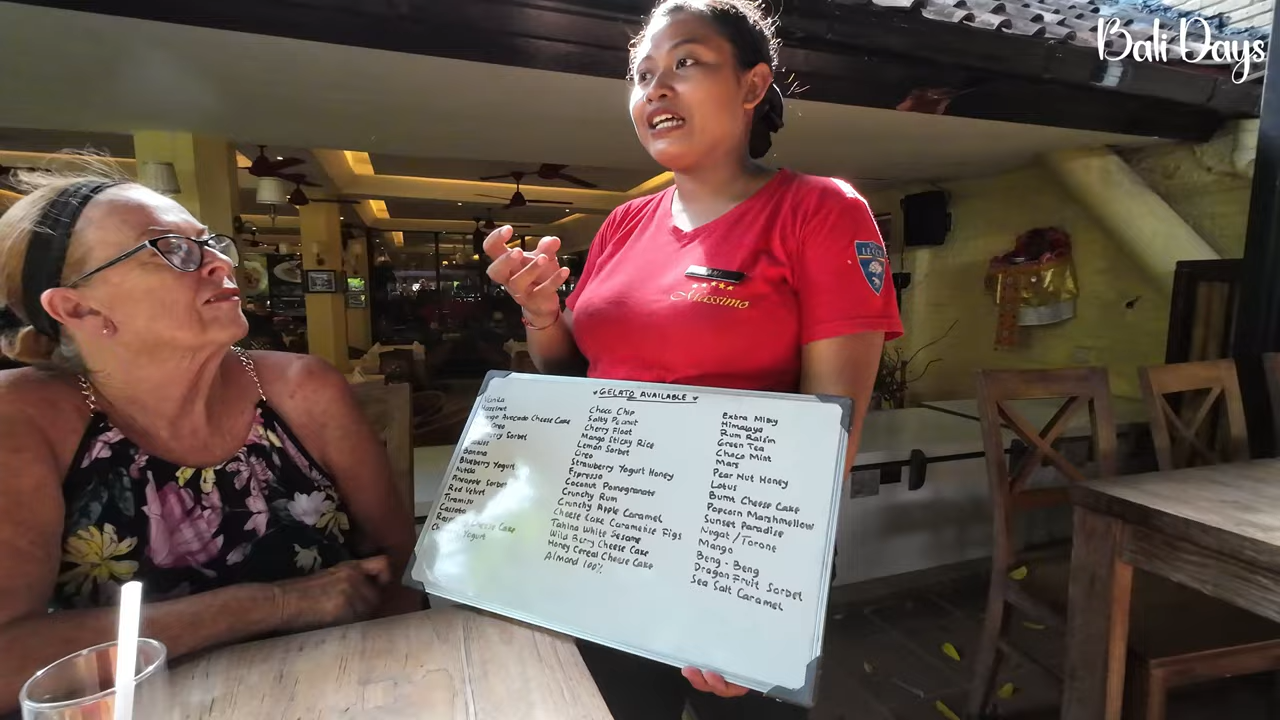 Bali Days
Massimo
GELATO AVAILABLE
Vanila
Hazelnut
Avocado Cheese Cake
Oreo
Sorbet
Banana
Blueberry Yogurt
Nutela
Pineapple Sorbet
Red Velvet
Tiramisu
Cassata
Cheese Cake
Yogurt
Choco Chip
Salty Peanut
Cherry Float
Mango Sticky Rice
Lemon Sorbet
Oreo
Strauberry Yogurt Honey
Espresso
Coconut Pomegranate
Crunchy Rum
Crunchy Apple Caramel
Cheese Cake Caramelise Figs
Tahina White Sesame
Wild Berry Cheese Cake
Honey Cereal Cheese Cake
Almond 100%
Extra Milky
Himalaya
Rum Raisin
Green Tea
Choco Mint
Mars
Pear Nut Honey
Lotus
Burnt Cheese Cake
Popcorn Marshmellow
Sunset Paradise
Nugat / Torone
Mango
Beng - Beng
Dragon Fruit Sorbet
Sea Salt Caramel